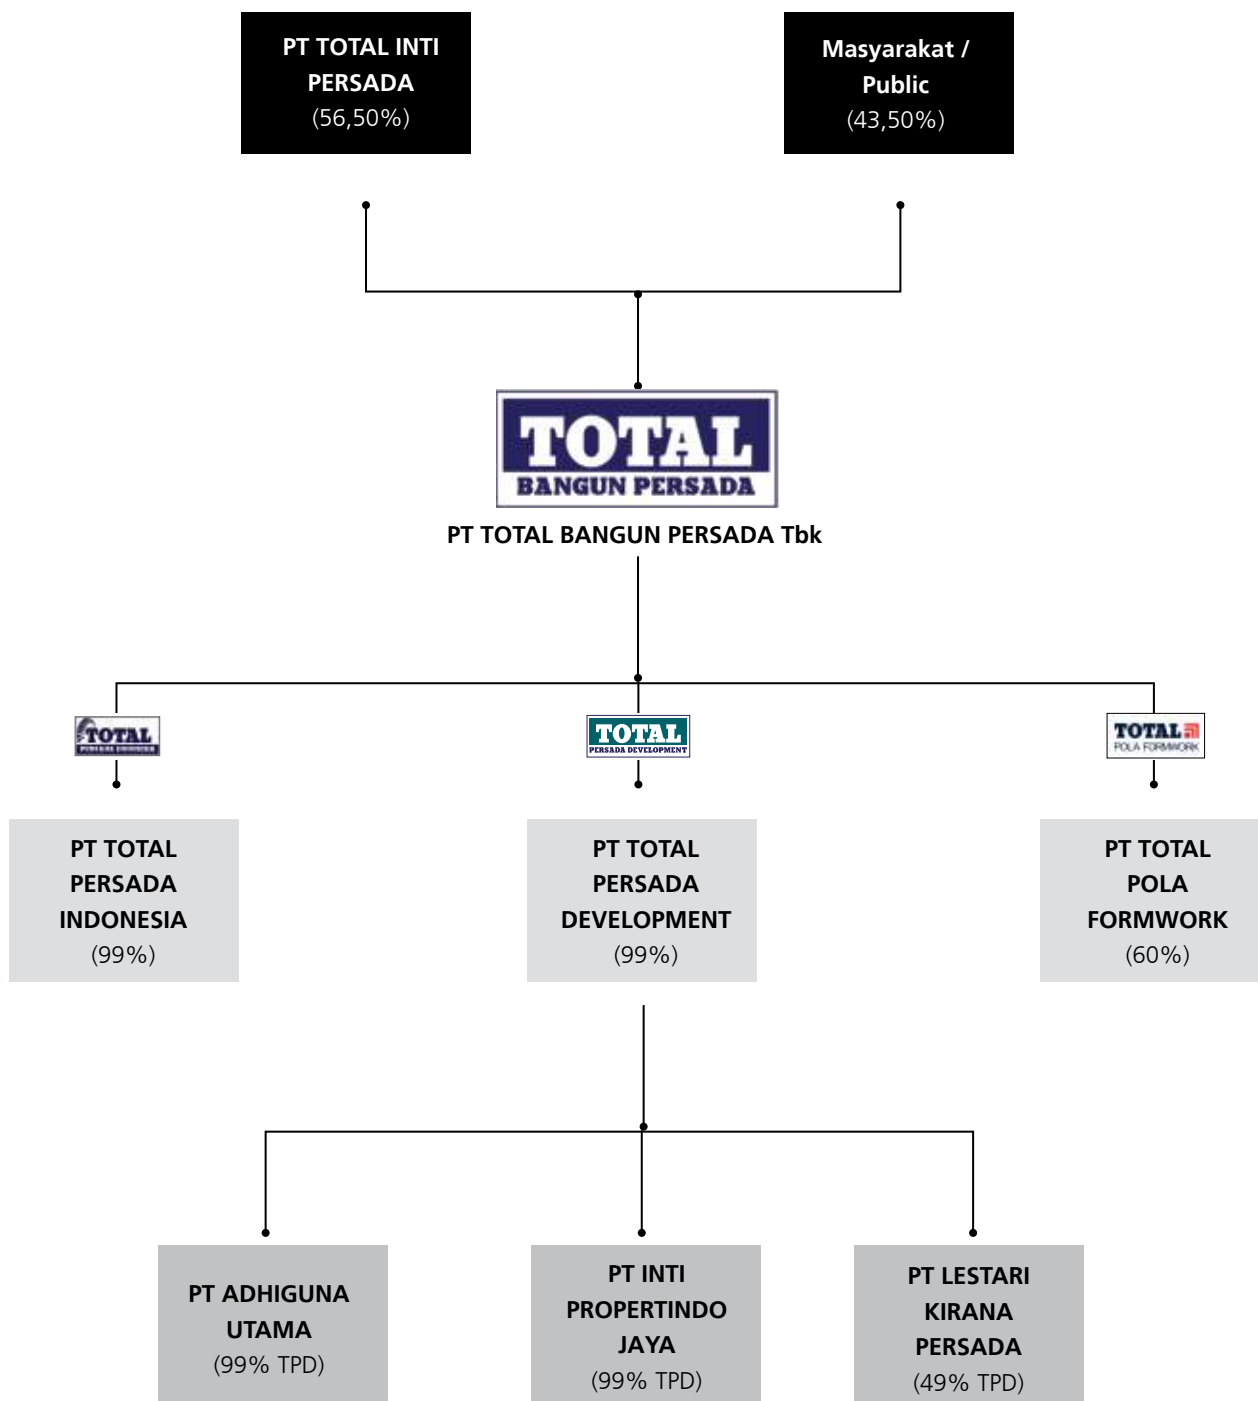 PT TOTAL INTI
PERSADA
(56,50%)
Masyarakat /
Public
(43,50%)
TOTAL
BANGUN PERSADA
PT TOTAL BANGUN PERSADA Tbk
TOTAL
PERSADA INDONESIA
TOTAL
PERSADA DEVELOPMENT
TOTAL
POLA FORMWORK
PT TOTAL
PERSADA
INDONESIA
(99%)
PT TOTAL
PERSADA
DEVELOPMENT
(99%)
PT TOTAL
POLA
FORMWORK
(60%)
PT ADHIGUNA
UTAMA
(99% TPD)
PT INTI
PROPERTINDO
JAYA
(99% TPD)
PT LESTARI
KIRANA
PERSADA
(49% TPD)